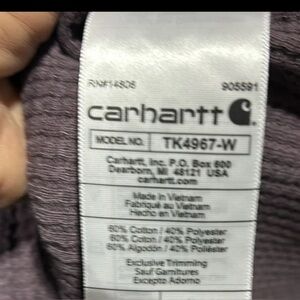 RN#14806 905591
carhartt
MODEL NO. TK4967-W
Carhartt, Inc. P.O. Box 600
Dearborn, MI 48121 USA
carhartt.com
Made in Vietnam
Fabriqué au Vietnam
Hecho en Vietnam
60% Cotton / 40% Polyester
60% Coton / 40% Polyester
60% Algodón / 40% Poliéster
Exclusive Trimming
Sauf Garnitures
Excepto Adorno